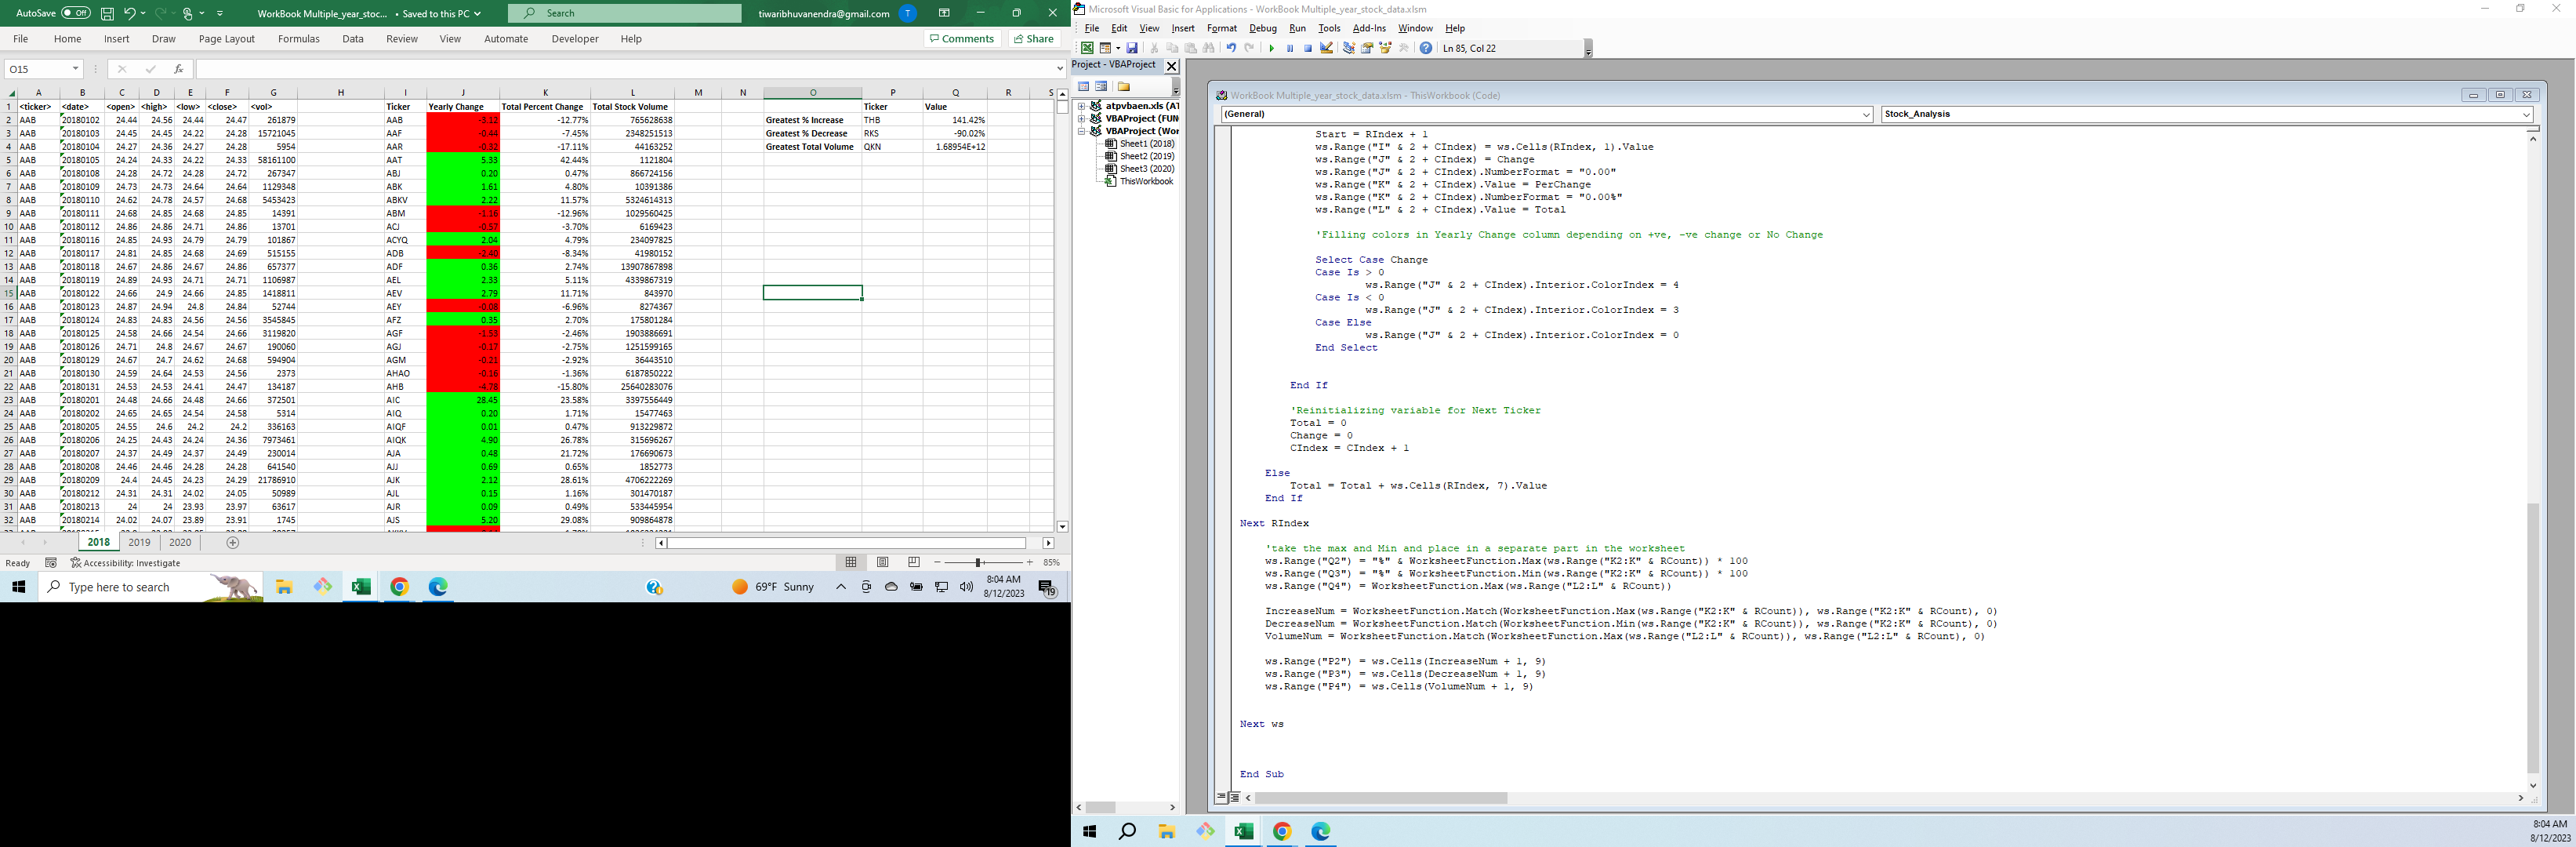 AutoSave Off WorkBook Multiple_year_stoc... • Saved to this PC Search tiwaribhuvanendra@gmail.com T
File Home Insert Draw Page Layout Formulas Data Review View Automate Developer Help Comments Share
O15 fx
A B C D E F G H I J K L M N O P Q R S
1 <ticker> <date> <open> <high> <low> <close> <vol> Ticker Yearly Change Total Percent Change Total Stock Volume Ticker Value
2 AAB 20180102 24.44 24.56 24.44 24.47 261879 AAB -3.12 -12.77% 765628638 Greatest % Increase THB 141.42%
3 AAB 20180103 24.45 24.45 24.22 24.28 15721045 AAF -0.44 -7.45% 2348251513 Greatest % Decrease RKS -90.02%
4 AAB 20180104 24.27 24.36 24.27 24.28 5954 AAR -0.32 -17.11% 44163252 Greatest Total Volume QKN 1.68954E+12
5 AAB 20180105 24.24 24.33 24.22 24.33 58161100 AAT 5.33 42.44% 1121804
6 AAB 20180108 24.28 24.72 24.28 24.72 267347 ABJ 0.20 0.47% 866724156
7 AAB 20180109 24.73 24.73 24.64 24.64 1129348 ABK 1.61 4.80% 10391386
8 AAB 20180110 24.62 24.78 24.57 24.68 5453423 ABKV 2.22 11.57% 5324614313
9 AAB 20180111 24.68 24.85 24.68 24.85 14391 ABM -1.16 -12.96% 1029560425
10 AAB 20180112 24.86 24.86 24.71 24.86 13701 ACJ -0.57 -3.70% 6169423
11 AAB 20180116 24.85 24.93 24.79 24.79 101867 ACYQ 2.04 4.79% 234097825
12 AAB 20180117 24.81 24.85 24.68 24.69 515155 ADB -2.40 -8.34% 41980152
13 AAB 20180118 24.67 24.86 24.67 24.86 657377 ADF 0.36 2.74% 13907867898
14 AAB 20180119 24.89 24.93 24.71 24.71 1106987 AEL 2.33 5.11% 4339867319
15 AAB 20180122 24.66 24.9 24.66 24.85 1418811 AEV 2.79 11.71% 843970
16 AAB 20180123 24.87 24.94 24.8 24.84 52744 AEY -0.08 -6.96% 8274367
17 AAB 20180124 24.83 24.83 24.56 24.56 3545845 AFZ 0.35 2.70% 175801284
18 AAB 20180125 24.58 24.66 24.54 24.66 3119820 AGF -1.53 -2.46% 1903886691
19 AAB 20180126 24.71 24.8 24.67 24.67 190060 AGJ -0.17 -2.75% 1251599165
20 AAB 20180129 24.67 24.7 24.62 24.68 594904 AGM -0.21 -2.92% 36443510
21 AAB 20180130 24.59 24.64 24.53 24.56 2373 AHAO -0.16 -1.36% 6187850222
22 AAB 20180131 24.53 24.53 24.41 24.47 134187 AHB -4.78 -15.80% 25640283076
23 AAB 20180201 24.48 24.66 24.48 24.66 372501 AIC 28.45 23.58% 3397556449
24 AAB 20180202 24.65 24.65 24.54 24.58 5314 AIQ 0.20 1.71% 15477463
25 AAB 20180205 24.55 24.6 24.2 24.2 336163 AIQF 0.01 0.47% 913229872
26 AAB 20180206 24.25 24.43 24.24 24.36 7973461 AIQK 4.90 26.78% 315696267
27 AAB 20180207 24.37 24.49 24.37 24.49 230014 AJA 0.48 21.72% 176690673
28 AAB 20180208 24.46 24.46 24.28 24.28 641540 AJJ 0.69 0.65% 1852773
29 AAB 20180209 24.4 24.45 24.23 24.29 21786910 AJK 2.12 28.61% 4706222269
30 AAB 20180212 24.31 24.31 24.02 24.05 50989 AJL 0.15 1.16% 301470187
31 AAB 20180213 24 24 23.93 23.97 63617 AJR 0.09 0.49% 533445954
32 AAB 20180214 24.02 24.07 23.89 23.91 1745 AJS 5.20 29.08% 909864878
2018 2019 2020
Ready Accessibility: Investigate 85%
Type here to search 69°F Sunny 8:04 AM
8/12/2023 19
Microsoft Visual Basic for Applications - WorkBook Multiple_year_stock_data.xlsm
File Edit View Insert Format Debug Run Tools Add-Ins Window Help
Ln 85, Col 22
Project - VBAProject
atpvbaen.xls (AT
VBAProject (FUN
VBAProject (Wor
Sheet1 (2018)
Sheet2 (2019)
Sheet3 (2020)
ThisWorkbook
WorkBook Multiple_year_stock_data.xlsm - ThisWorkbook (Code)
(General) Stock_Analysis
Start = RIndex + 1
ws.Range("I" & 2 + CIndex) = ws.Cells(RIndex, 1).Value
ws.Range("J" & 2 + CIndex) = Change
ws.Range("J" & 2 + CIndex).NumberFormat = "0.00"
ws.Range("K" & 2 + CIndex).Value = PerChange
ws.Range("K" & 2 + CIndex).NumberFormat = "0.00%"
ws.Range("L" & 2 + CIndex).Value = Total
'Filling colors in Yearly Change column depending on +ve, -ve change or No Change
Select Case Change
Case Is > 0
ws.Range("J" & 2 + CIndex).Interior.ColorIndex = 4
Case Is < 0
ws.Range("J" & 2 + CIndex).Interior.ColorIndex = 3
Case Else
ws.Range("J" & 2 + CIndex).Interior.ColorIndex = 0
End Select
End If
'Reinitializing variable for Next Ticker
Total = 0
Change = 0
CIndex = CIndex + 1
Else
Total = Total + ws.Cells(RIndex, 7).Value
End If
Next RIndex
'take the max and Min and place in a separate part in the worksheet
ws.Range("Q2") = "%" & WorksheetFunction.Max(ws.Range("K2:K" & RCount)) * 100
ws.Range("Q3") = "%" & WorksheetFunction.Min(ws.Range("K2:K" & RCount)) * 100
ws.Range("Q4") = WorksheetFunction.Max(ws.Range("L2:L" & RCount))
IncreaseNum = WorksheetFunction.Match(WorksheetFunction.Max(ws.Range("K2:K" & RCount)), ws.Range("K2:K" & RCount), 0)
DecreaseNum = WorksheetFunction.Match(WorksheetFunction.Min(ws.Range("K2:K" & RCount)), ws.Range("K2:K" & RCount), 0)
VolumeNum = WorksheetFunction.Match(WorksheetFunction.Max(ws.Range("L2:L" & RCount)), ws.Range("L2:L" & RCount), 0)
ws.Range("P2") = ws.Cells(IncreaseNum + 1, 9)
ws.Range("P3") = ws.Cells(DecreaseNum + 1, 9)
ws.Range("P4") = ws.Cells(VolumeNum + 1, 9)
Next ws
End Sub
8:04 AM
8/12/2023